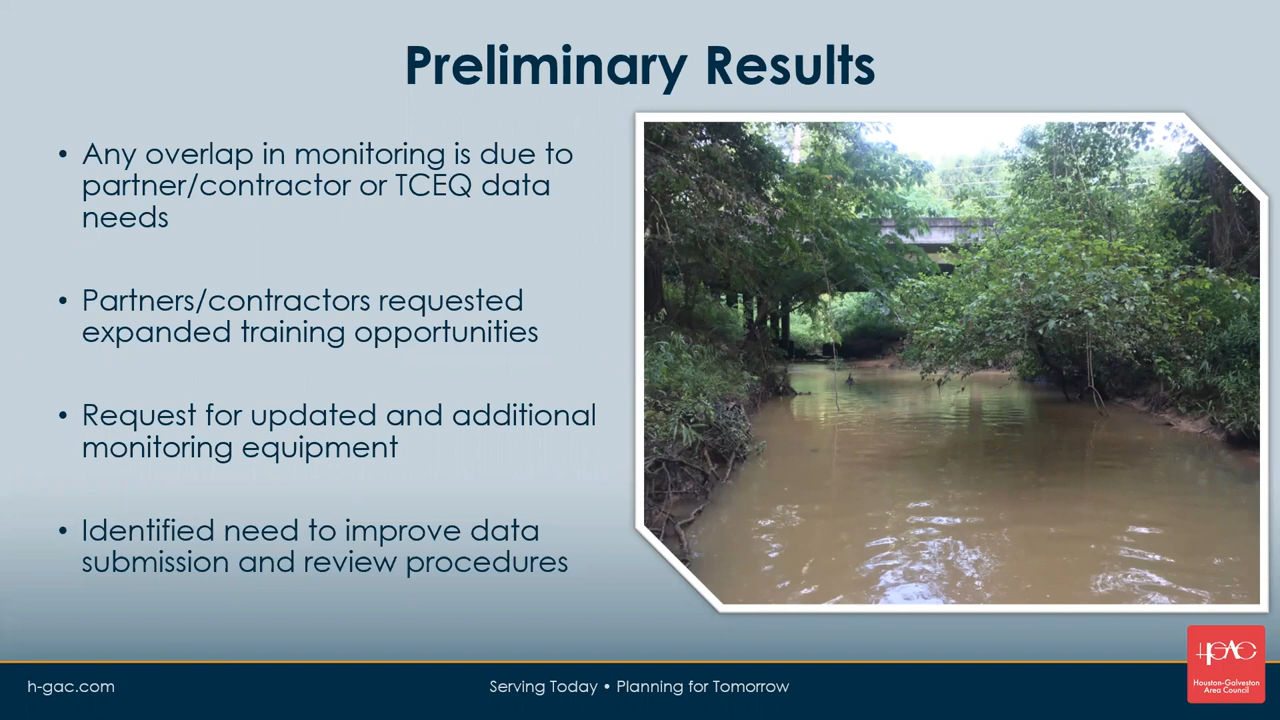 Preliminary Results
• Any overlap in monitoring is due to
partner/contractor or TCEQ data
needs
• Partners/contractors requested
expanded training opportunities
• Request for updated and additional
monitoring equipment
• Identified need to improve data
submission and review procedures
h-gac.com
Serving Today • Planning for Tomorrow
HGAC
Houston-Galveston
Area Council